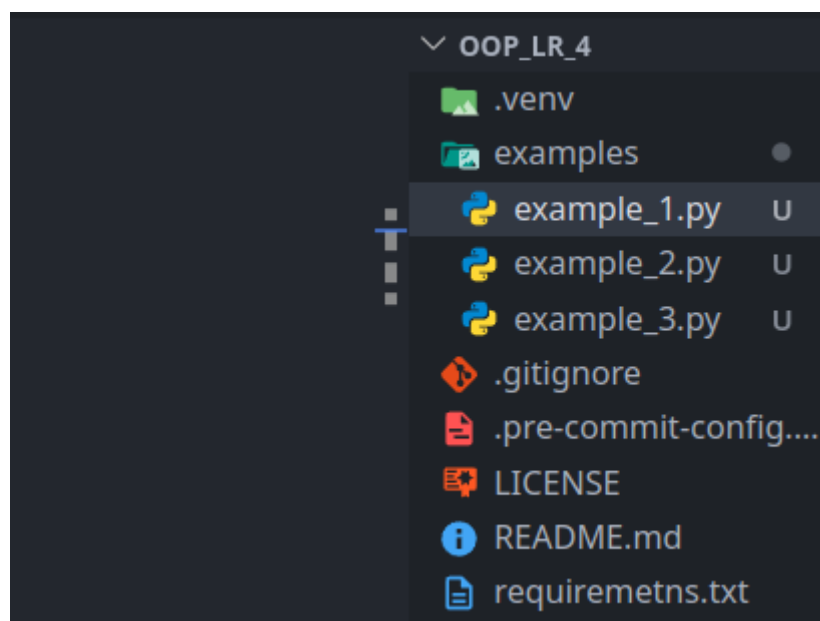 OOP_LR_4
.venv
examples
example_1.py U
example_2.py U
example_3.py U
.gitignore
.pre-commit-config....
LICENSE
README.md
requiremetns.txt